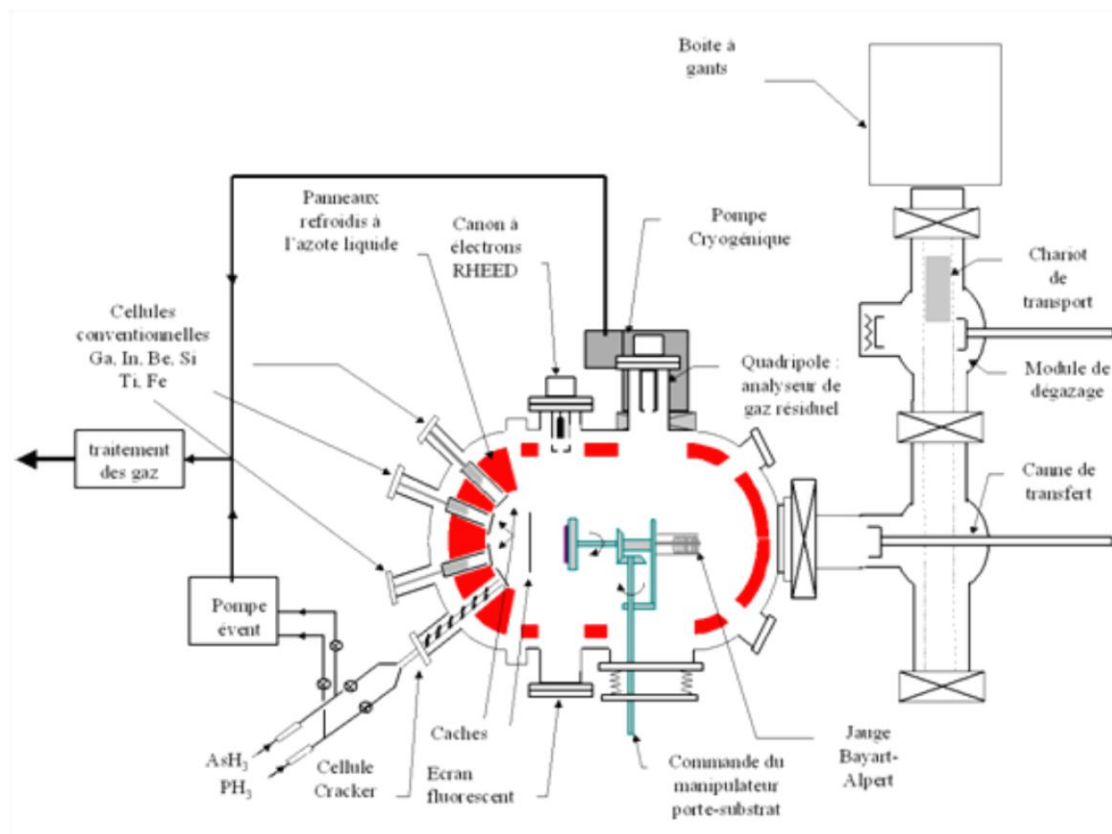 Boite à
gants
Panneaux
refroidis à
l'azote liquide
Canon à
électrons
RHEED
Pompe
Cryogénique
Chariot
de
transport
Cellules
conventionnelles
Ga, In, Be, Si
Ti, Fe
Quadripole :
analyseur de
gaz résiduel
Module de
dégazage
traitement
des gaz
Canne de
transfert
Pompe
évent
AsH3
PH3
Cellule
Cracker
Caches
Ecran
fluorescent
Commande du
manipulateur
porte-substrat
Jauge
Bayart-
Alpert